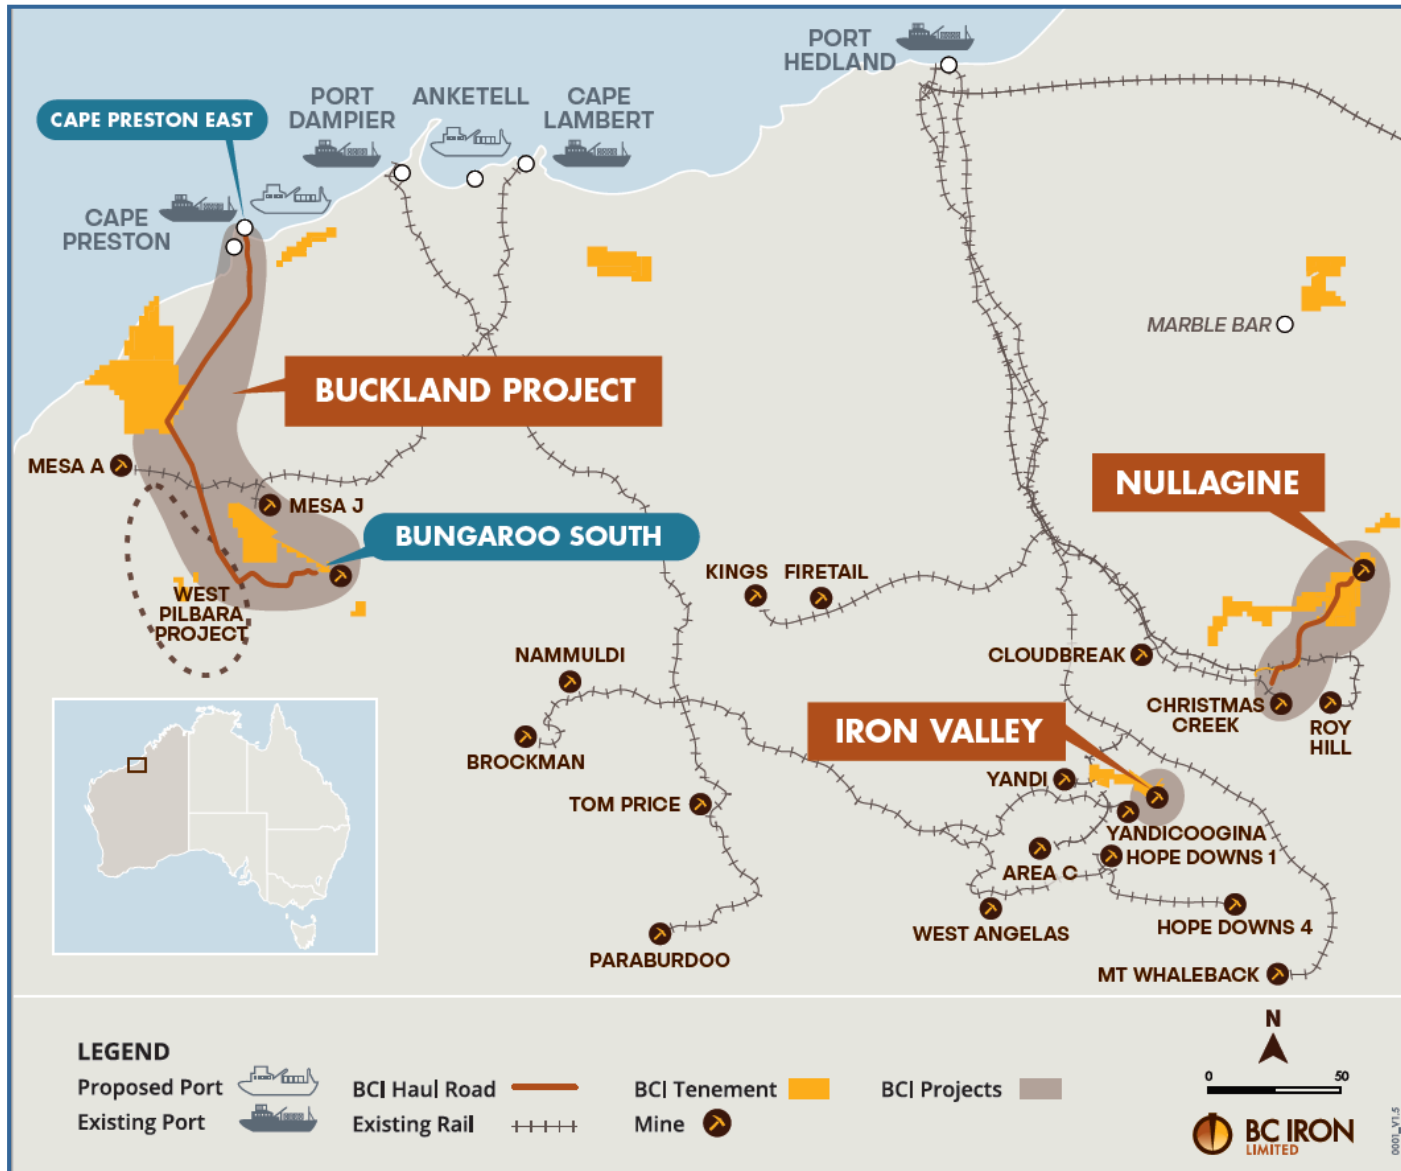 PORT
HEDLAND
PORT
DAMPIER
ANKETELL
CAPE
LAMBERT
CAPE PRESTON EAST
CAPE
PRESTON
MARBLE BAR
BUCKLAND PROJECT
MESA A
MESA J
NULLAGINE
BUNGAROO SOUTH
KINGS
FIRETAIL
WEST
PILBARA
PROJECT
NAMMULDI
CLOUDBREAK
CHRISTMAS
CREEK
ROY
HILL
IRON VALLEY
BROCKMAN
YANDI
TOM PRICE
YANDICOOGINA
HOPE DOWNS 1
AREA C
WEST ANGELAS
HOPE DOWNS 4
PARABURDOO
MT WHALEBACK
LEGEND
Proposed Port
Existing Port
BCI Haul Road
Existing Rail
BCI Tenement
Mine
BCI Projects
N
0 50
BC IRON
LIMITED
0001_V1.5